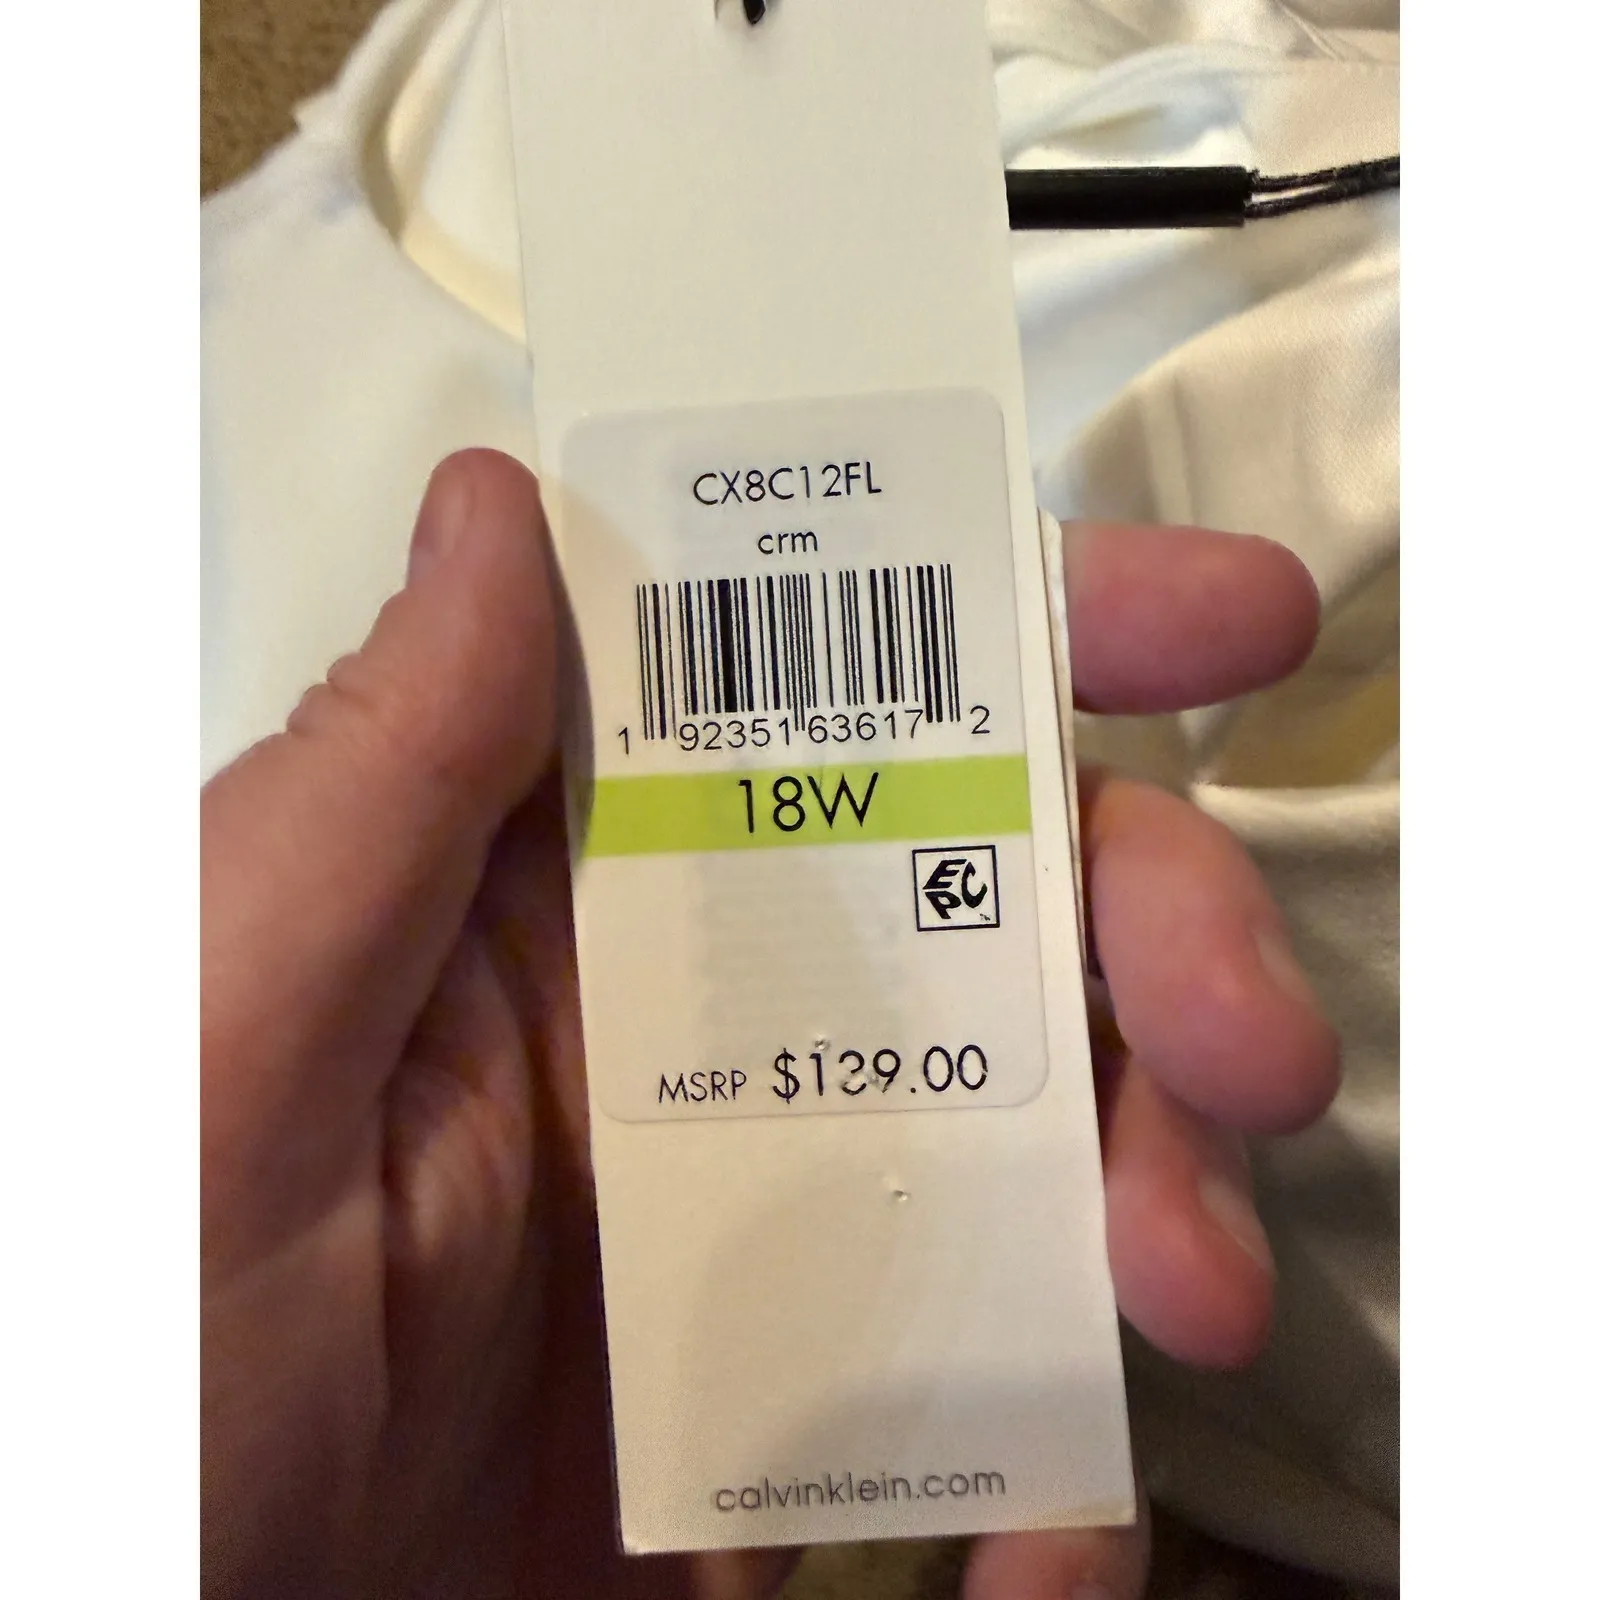 CX8C12FL
crm
1 92351 63617 2
18W
EPC
MSRP $139.00
calvinklein.com